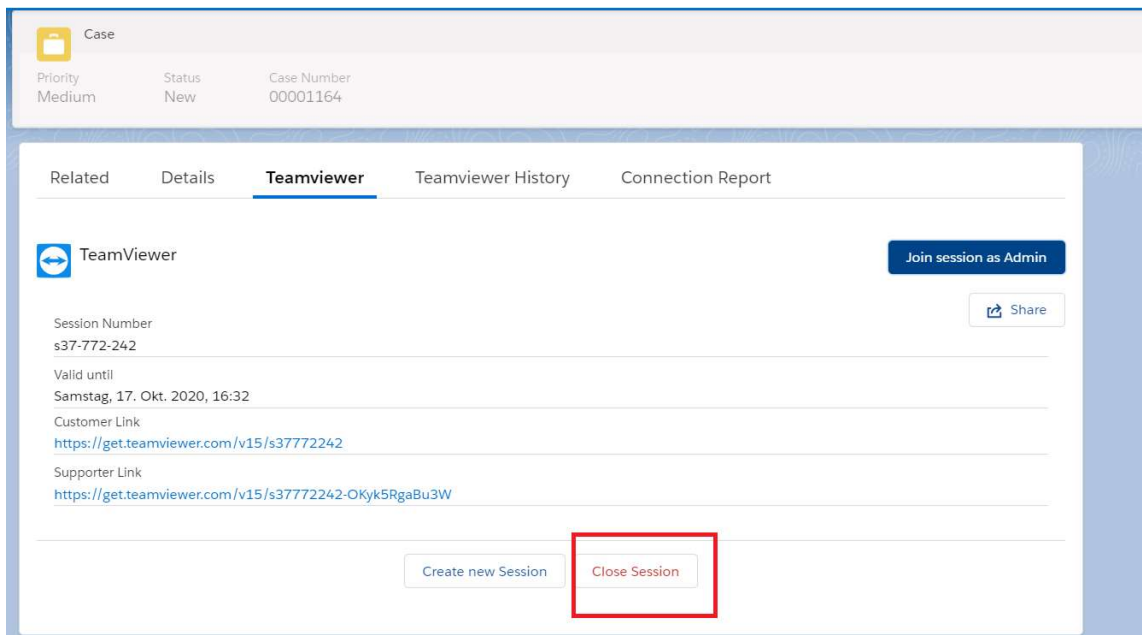 Case
Priority Status Case Number
Medium New 00001164
Related Details Teamviewer Teamviewer History Connection Report
TeamViewer
Join session as Admin
Share
Session Number
s37-772-242
Valid until
Samstag, 17. Okt. 2020, 16:32
Customer Link
https://get.teamviewer.com/v15/s37772242
Supporter Link
https://get.teamviewer.com/v15/s37772242-OKyk5RgaBu3W
Create new Session Close Session